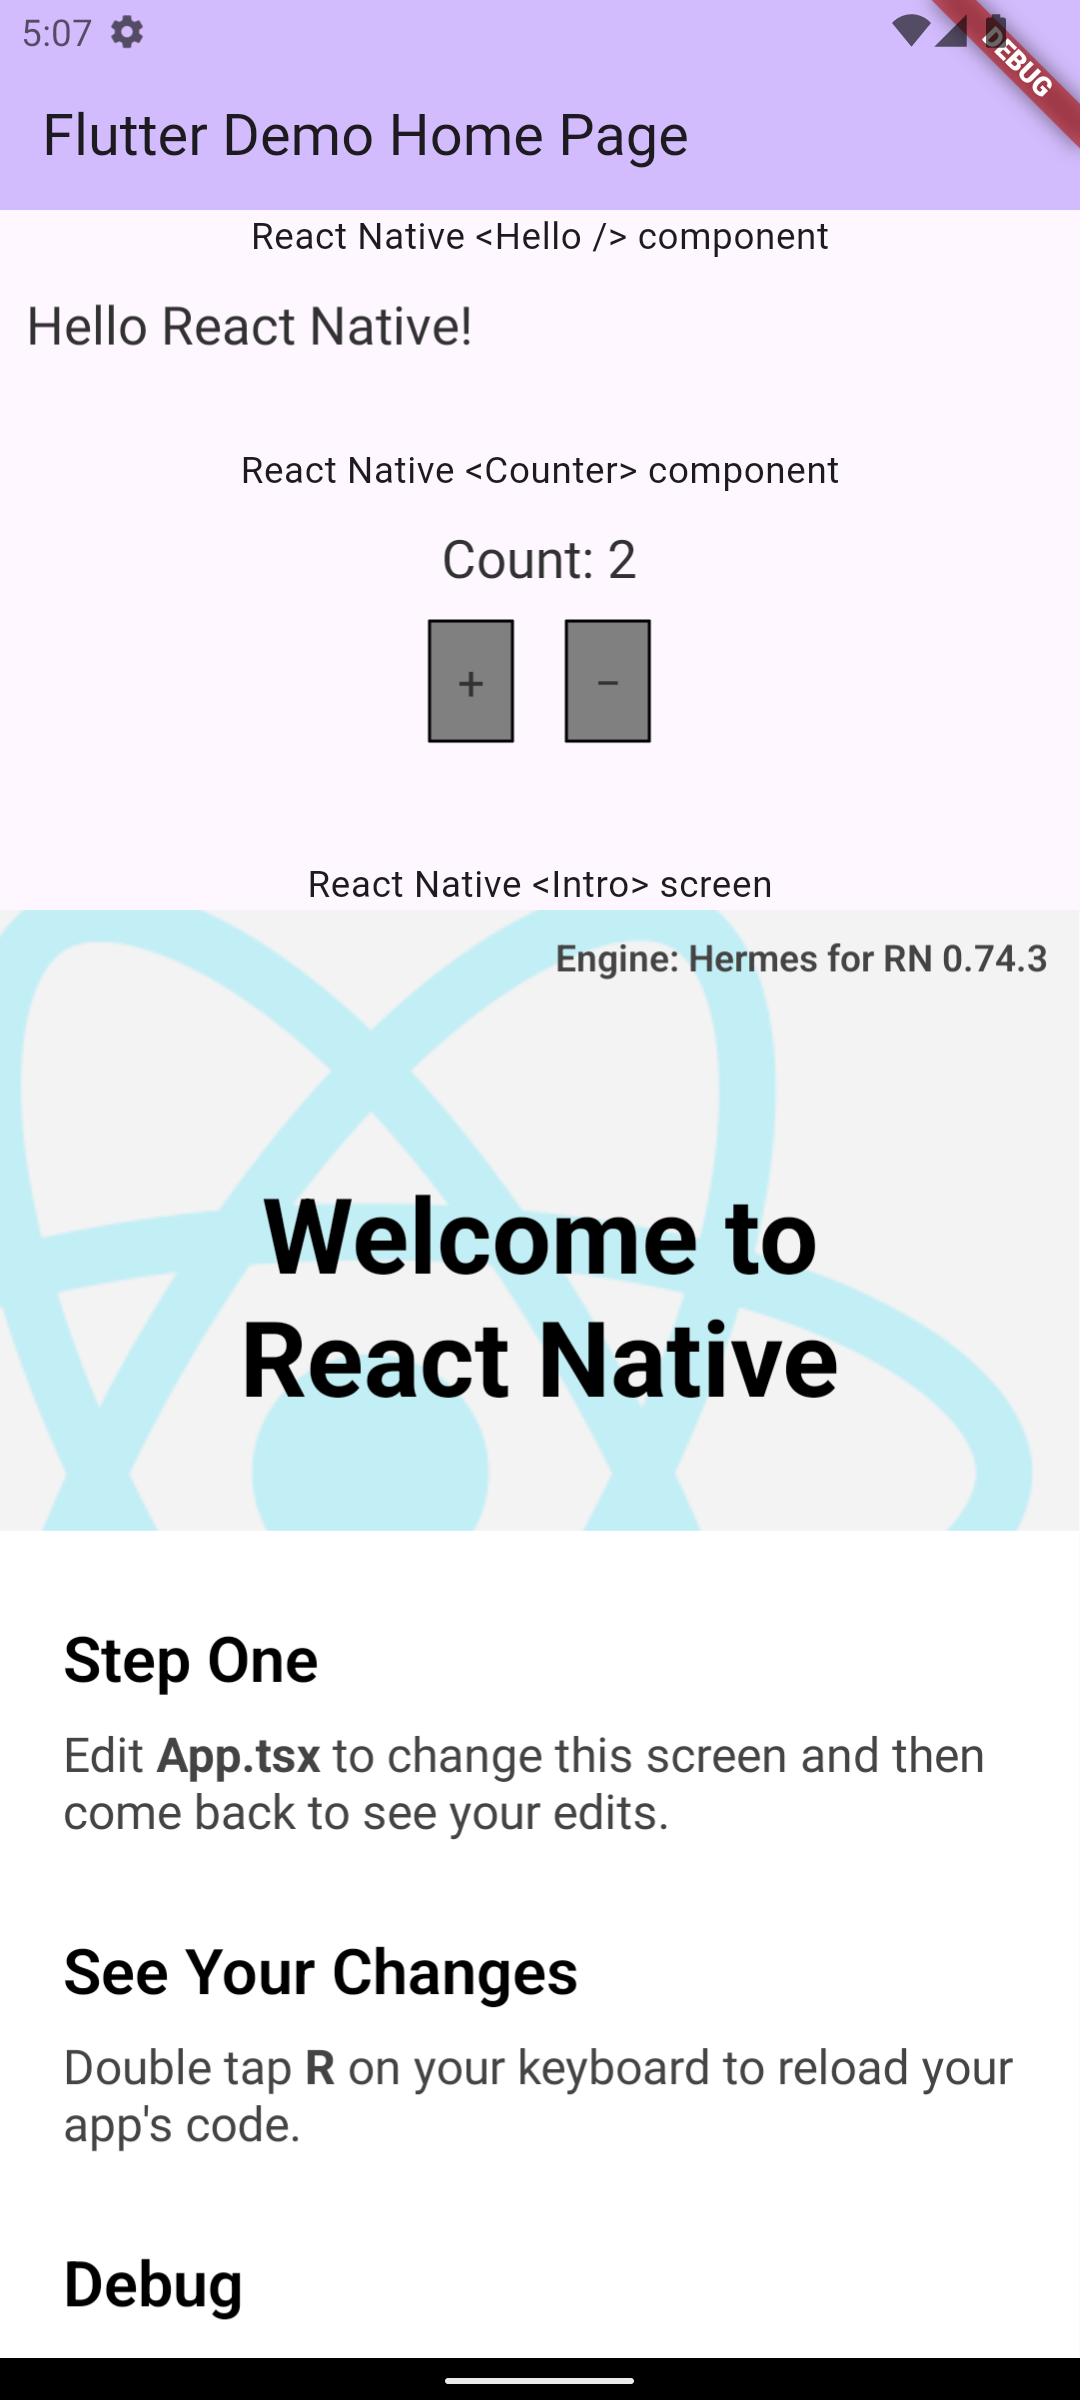 5:07
DEBUG
Flutter Demo Home Page
React Native <Hello /> component
Hello React Native!
React Native <Counter> component
Count: 2
+ −
React Native <Intro> screen
Engine: Hermes for RN 0.74.3
Welcome to
React Native
Step One
Edit App.tsx to change this screen and then
come back to see your edits.
See Your Changes
Double tap R on your keyboard to reload your
app's code.
Debug